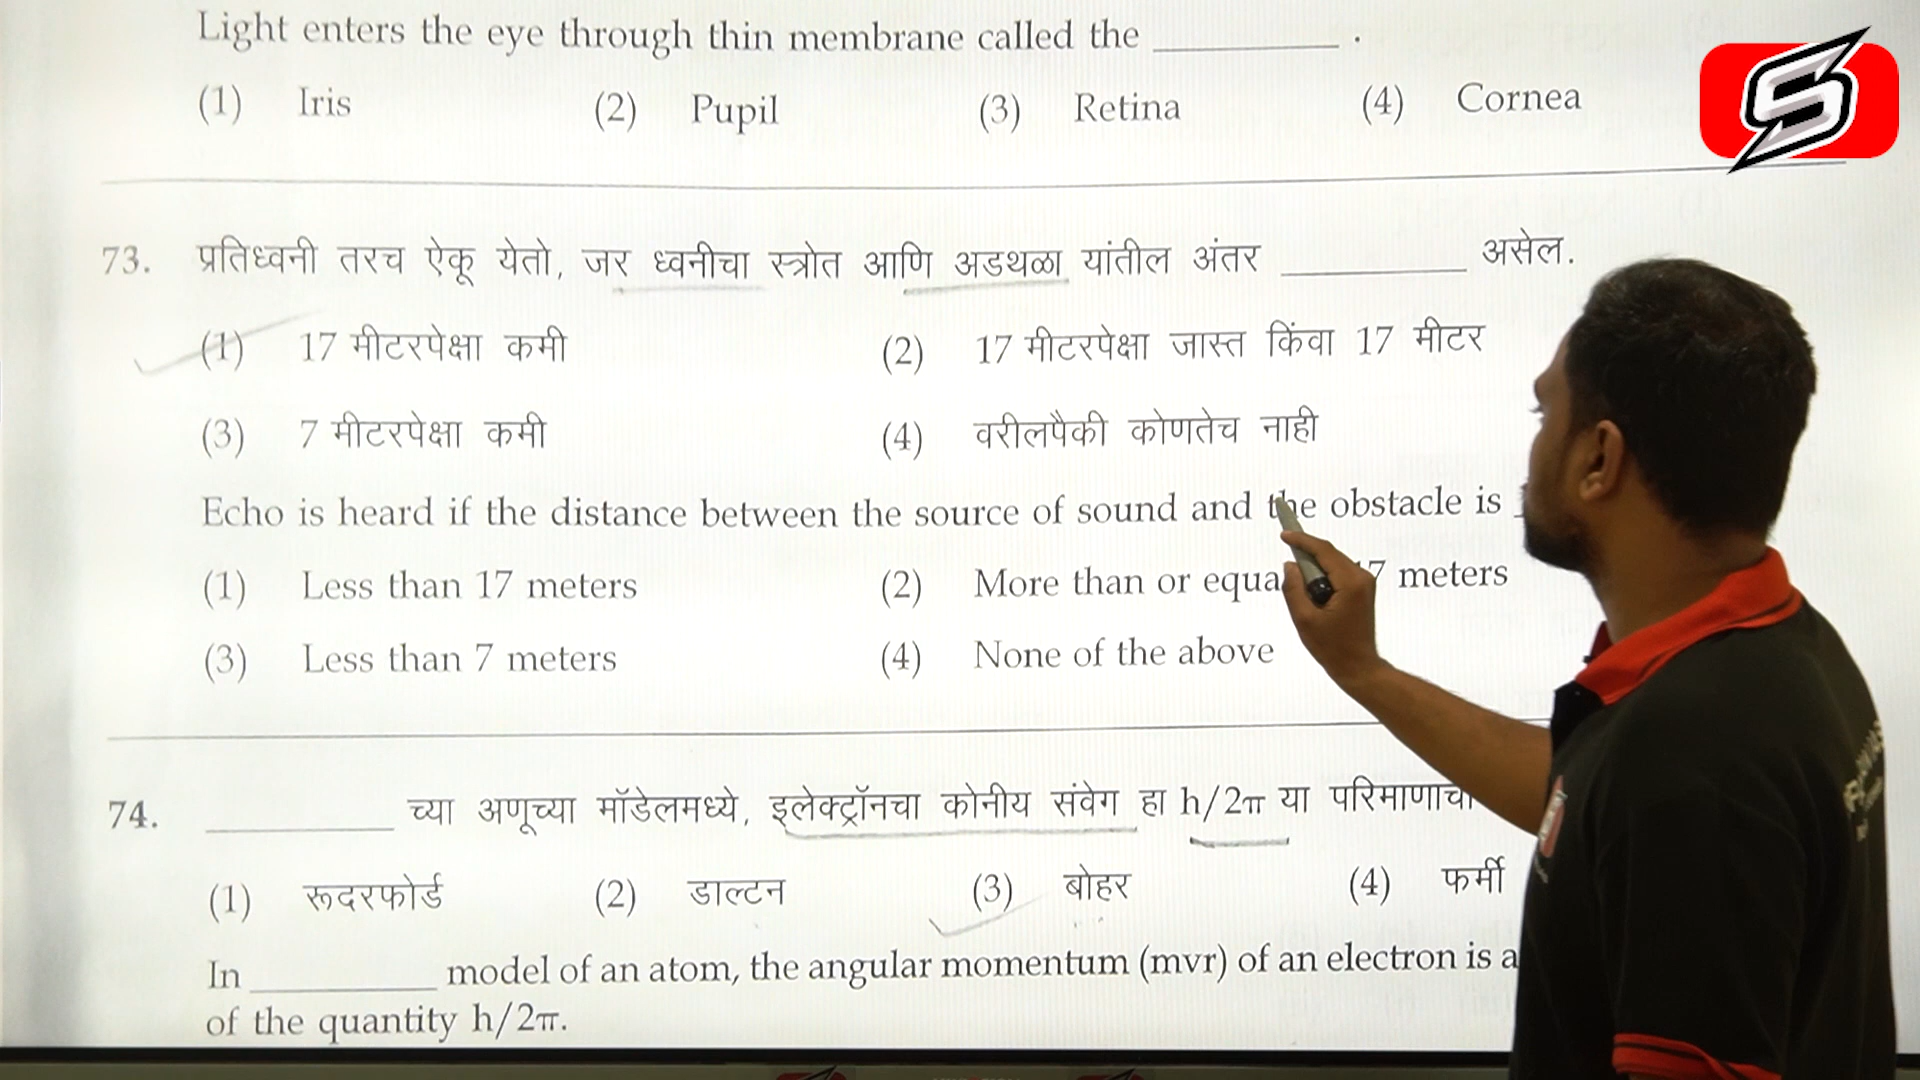 Light enters the eye through thin membrane called the ________ .
(1) Iris (2) Pupil (3) Retina (4) Cornea
73. प्रतिध्वनी तरच ऐकू येतो, जर ध्वनीचा स्त्रोत आणि अडथळा यांतील अंतर ________ असेल.
(1) 17 मीटरपेक्षा कमी (2) 17 मीटरपेक्षा जास्त किंवा 17 मीटर
(3) 7 मीटरपेक्षा कमी (4) वरीलपैकी कोणतेच नाही
Echo is heard if the distance between the source of sound and the obstacle is
(1) Less than 17 meters (2) More than or equa 17 meters
(3) Less than 7 meters (4) None of the above
74. ________ च्या अणूच्या मॉडेलमध्ये, इलेक्ट्रॉनचा कोनीय संवेग हा h/2π या परिमाणाचा
(1) रूदरफोर्ड (2) डाल्टन (3) बोहर (4) फर्मी
In ________ model of an atom, the angular momentum (mvr) of an electron is a
of the quantity h/2π.